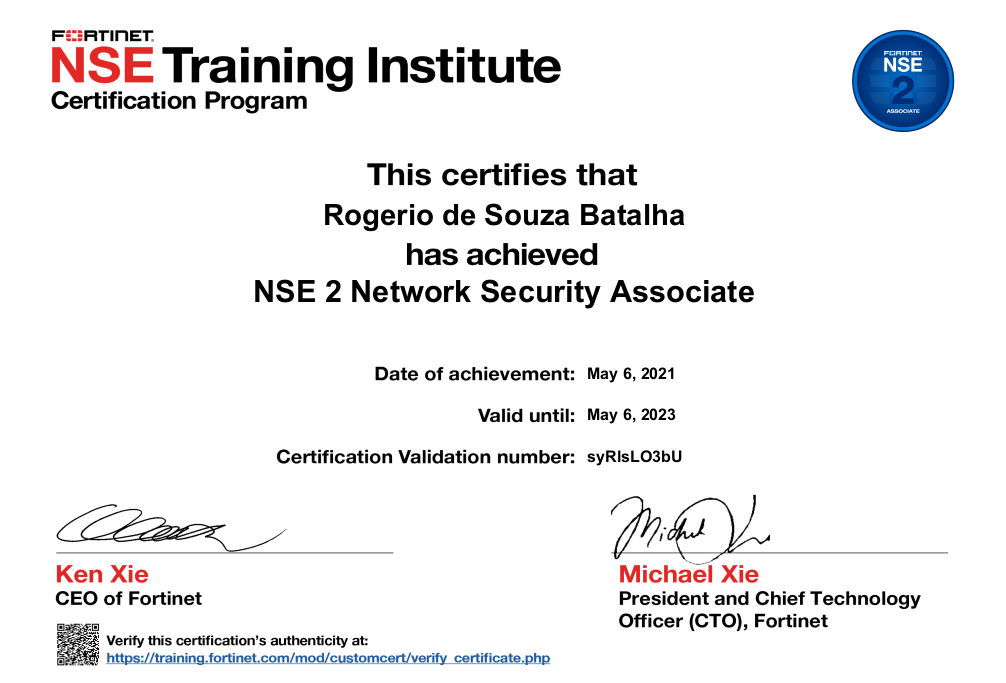 FORTINET
NSE Training Institute
Certification Program
FORTINET
NSE
2
ASSOCIATE
This certifies that
Rogerio de Souza Batalha
has achieved
NSE 2 Network Security Associate
Date of achievement: May 6, 2021
Valid until: May 6, 2023
Certification Validation number: syRIsLO3bU
Ken Xie
CEO of Fortinet
Michael Xie
President and Chief Technology
Officer (CTO), Fortinet
Verify this certification's authenticity at:
https://training.fortinet.com/mod/customcert/verify_certificate.php